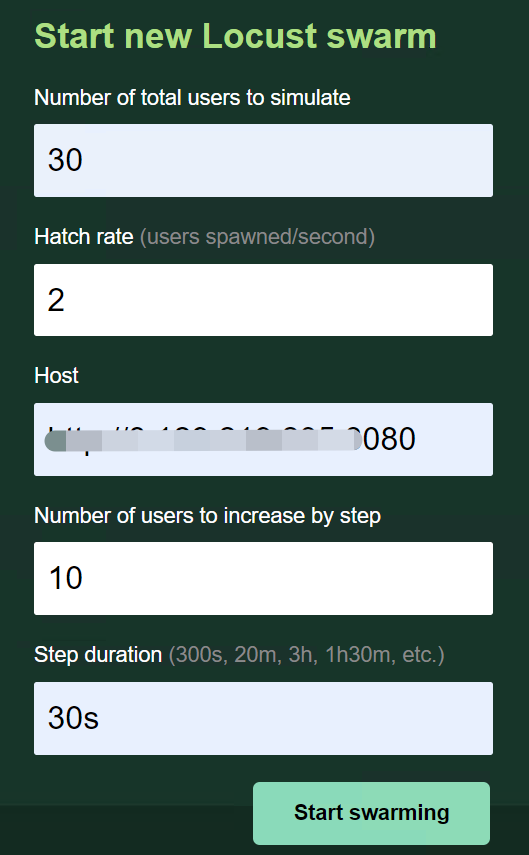 Start new Locust swarm
Number of total users to simulate
30
Hatch rate (users spawned/second)
2
Host
080
Number of users to increase by step
10
Step duration (300s, 20m, 3h, 1h30m, etc.)
30s
Start swarming